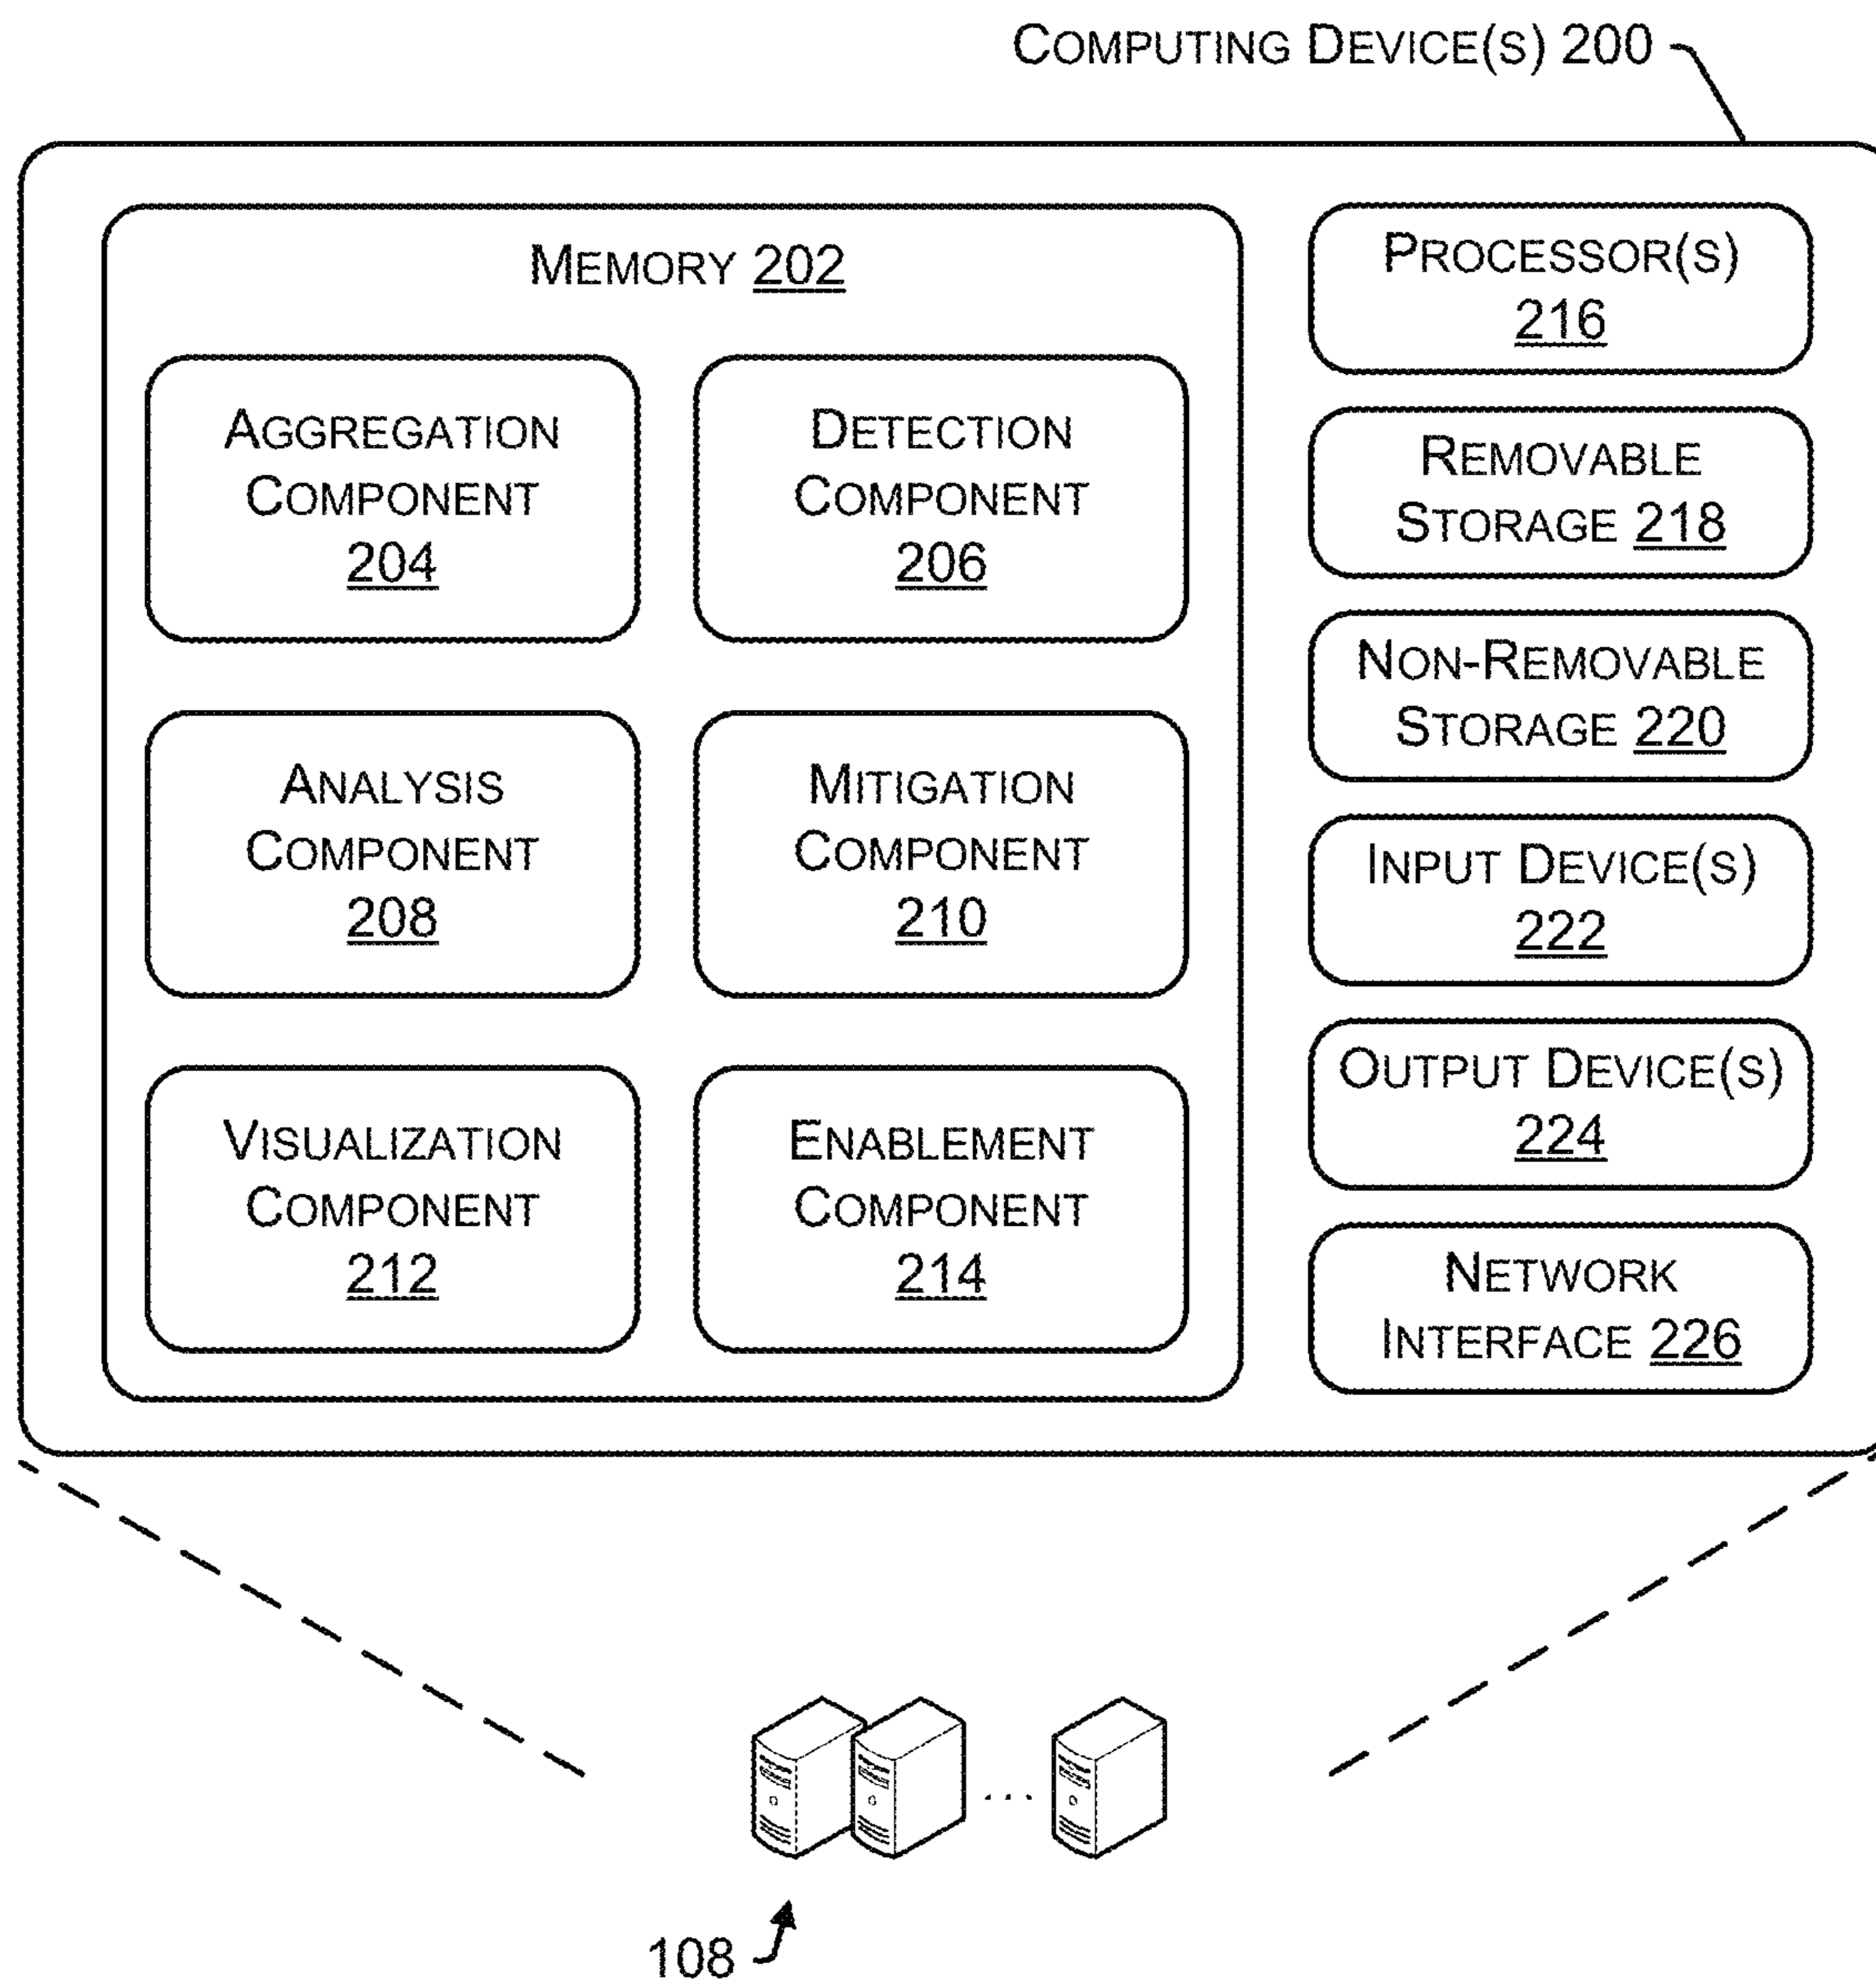 COMPUTING DEVICE(S) 200
MEMORY 202
AGGREGATION
COMPONENT
204
DETECTION
COMPONENT
206
ANALYSIS
COMPONENT
208
MITIGATION
COMPONENT
210
VISUALIZATION
COMPONENT
212
ENABLEMENT
COMPONENT
214
PROCESSOR(S)
216
REMOVABLE
STORAGE 218
NON-REMOVABLE
STORAGE 220
INPUT DEVICE(S)
222
OUTPUT DEVICE(S)
224
NETWORK
INTERFACE 226
...
108